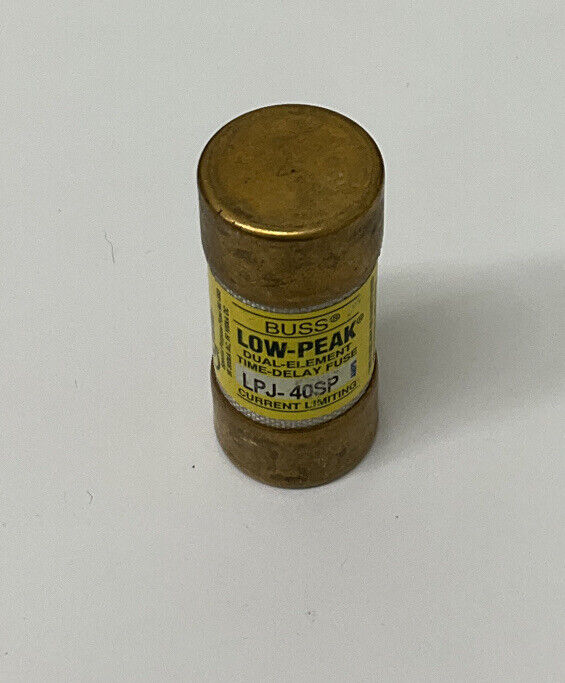 BUSS®
LOW-PEAK®
DUAL-ELEMENT
TIME-DELAY FUSE
LPJ-40SP
CURRENT LIMITING